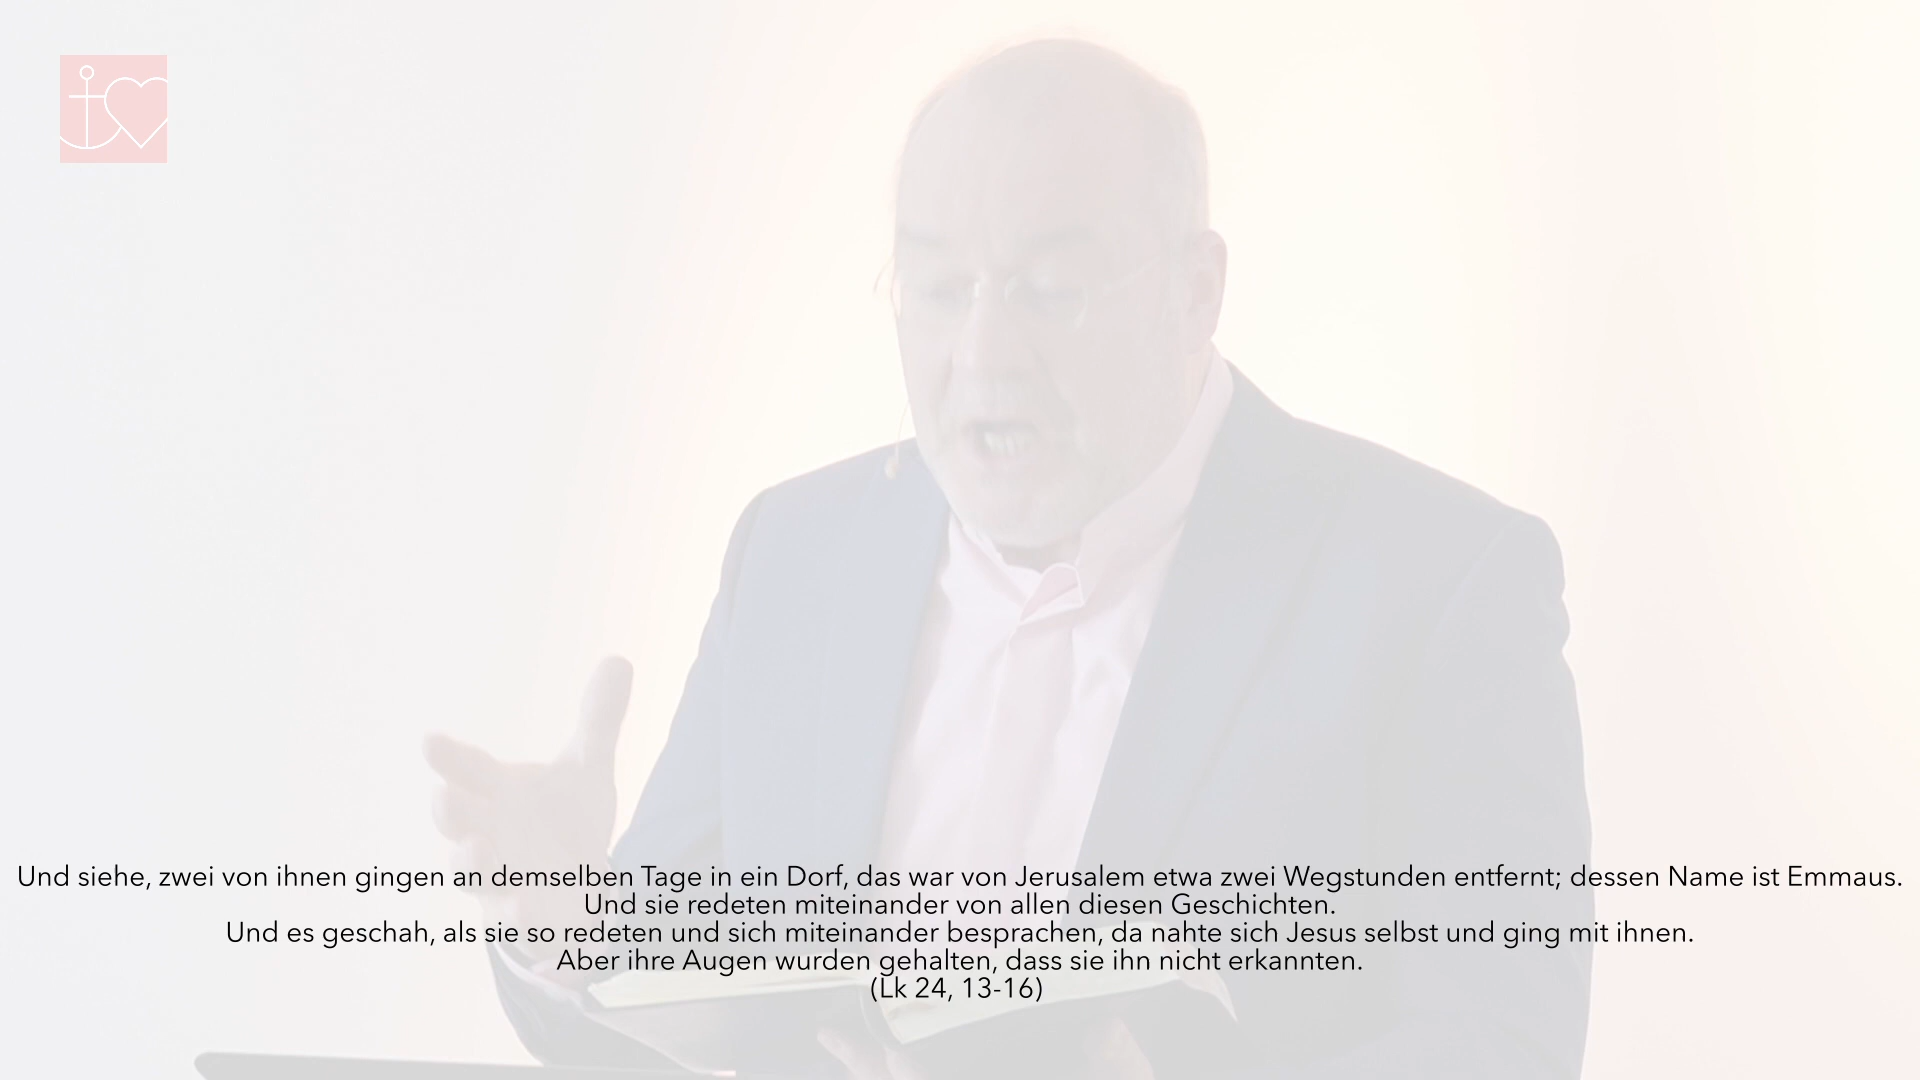 Und siehe, zwei von ihnen gingen an demselben Tage in ein Dorf, das war von Jerusalem etwa zwei Wegstunden entfernt; dessen Name ist Emmaus.
Und sie redeten miteinander von allen diesen Geschichten.
Und es geschah, als sie so redeten und sich miteinander besprachen, da nahte sich Jesus selbst und ging mit ihnen.
Aber ihre Augen wurden gehalten, dass sie ihn nicht erkannten.
(Lk 24, 13-16)